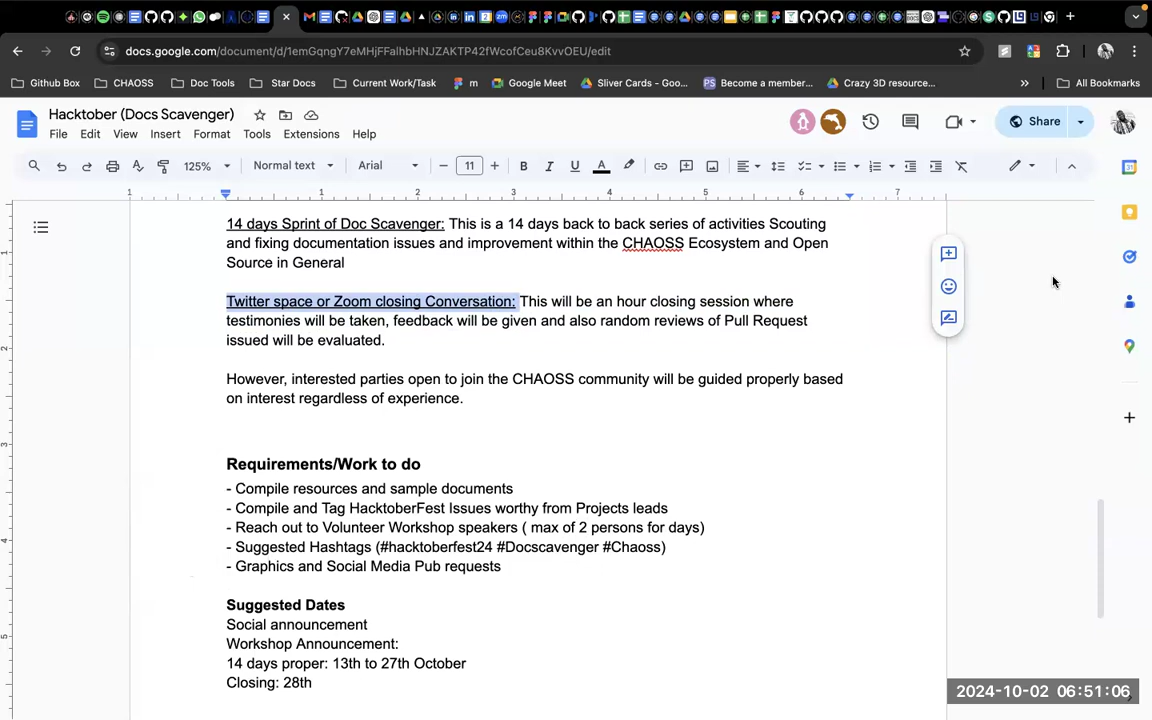 docs.google.com/document/d/1emGqngY7eMHjFFalhbHNJZAKTP42fWcofCeu8KvvOEU/edit
Github Box CHAOSS Doc Tools Star Docs Current Work/Task m Google Meet Sliver Cards - Goo... Become a member... Crazy 3D resource... » All Bookmarks
Hacktober (Docs Scavenger)
File Edit View Insert Format Tools Extensions Help
Share
125% Normal text Arial 11
1 1 2 3 4 5 6 7
14 days Sprint of Doc Scavenger: This is a 14 days back to back series of activities Scouting
and fixing documentation issues and improvement within the CHAOSS Ecosystem and Open
Source in General
Twitter space or Zoom closing Conversation: This will be an hour closing session where
testimonies will be taken, feedback will be given and also random reviews of Pull Request
issued will be evaluated.
However, interested parties open to join the CHAOSS community will be guided properly based
on interest regardless of experience.
Requirements/Work to do
- Compile resources and sample documents
- Compile and Tag HacktoberFest Issues worthy from Projects leads
- Reach out to Volunteer Workshop speakers ( max of 2 persons for days)
- Suggested Hashtags (#hacktoberfest24 #Docscavenger #Chaoss)
- Graphics and Social Media Pub requests
Suggested Dates
Social announcement
Workshop Announcement:
14 days proper: 13th to 27th October
Closing: 28th
2024-10-02 06:51:06